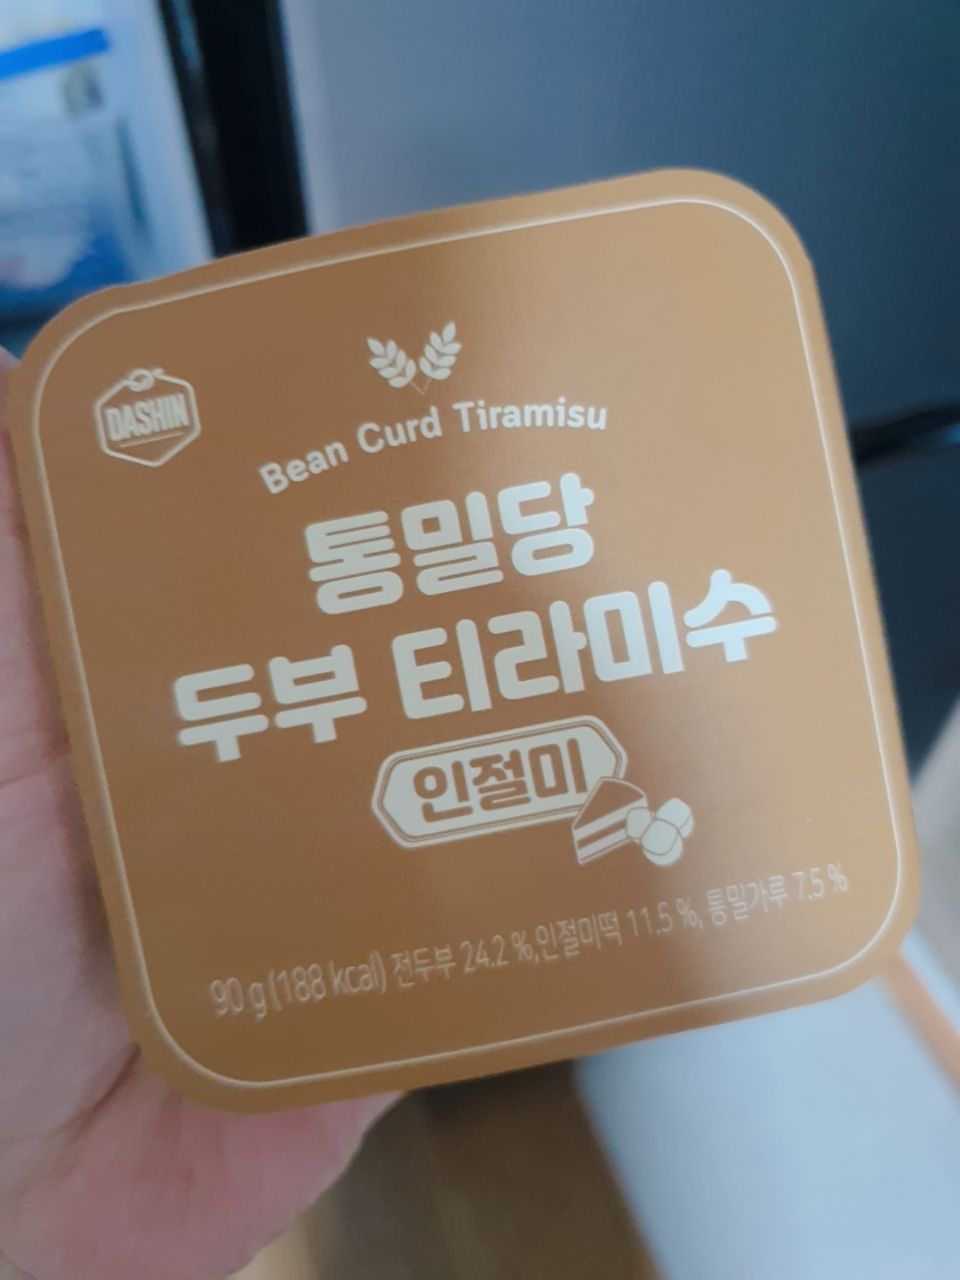 DASHIN
Bean Curd Tiramisu
통밀당
두부 티라미수
인절미
90 g (188 kcal) 전두부 24.2 %,인절미떡 11.5 %, 통밀가루 7.5 %